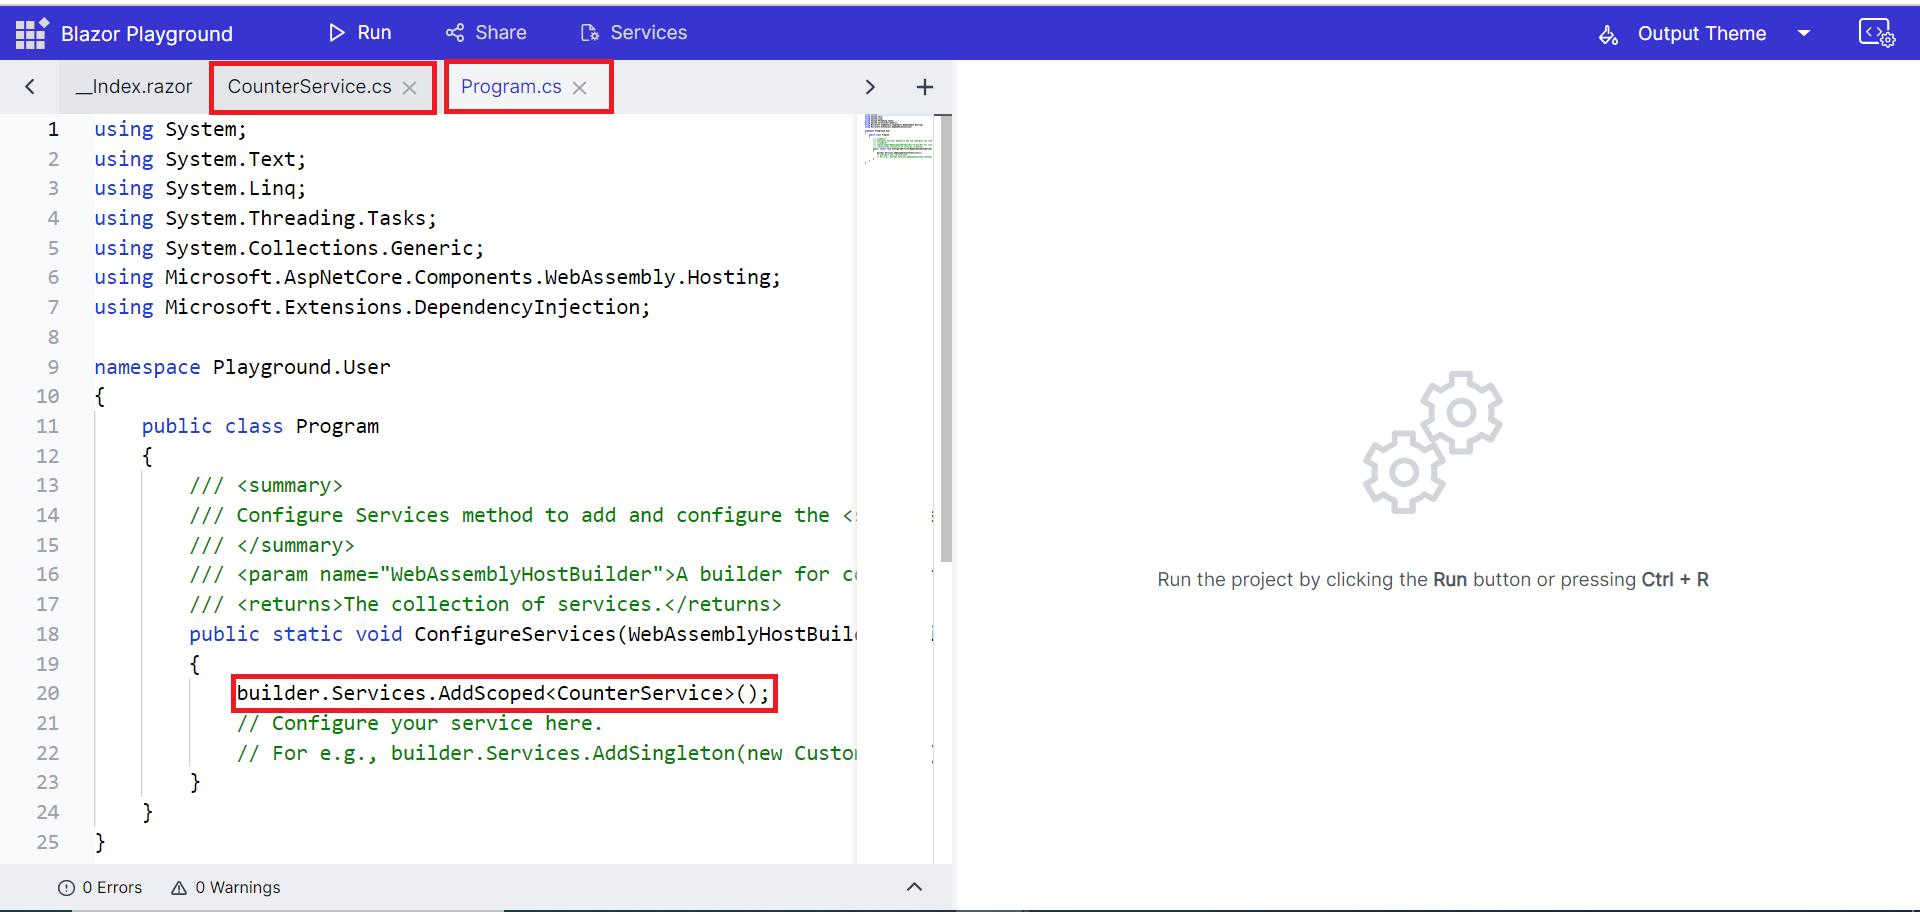 Blazor Playground Run Share Services Output Theme
__Index.razor CounterService.cs Program.cs
1 using System;
2 using System.Text;
3 using System.Linq;
4 using System.Threading.Tasks;
5 using System.Collections.Generic;
6 using Microsoft.AspNetCore.Components.WebAssembly.Hosting;
7 using Microsoft.Extensions.DependencyInjection;
8
9 namespace Playground.User
10 {
11 public class Program
12 {
13 /// <summary>
14 /// Configure Services method to add and configure the <
15 /// </summary>
16 /// <param name="WebAssemblyHostBuilder">A builder for
17 /// <returns>The collection of services.</returns>
18 public static void ConfigureServices(WebAssemblyHostBuil
19 {
20 builder.Services.AddScoped<CounterService>();
21 // Configure your service here.
22 // For e.g., builder.Services.AddSingleton(new Custo
23 }
24 }
25 }
Run the project by clicking the Run button or pressing Ctrl + R
0 Errors 0 Warnings